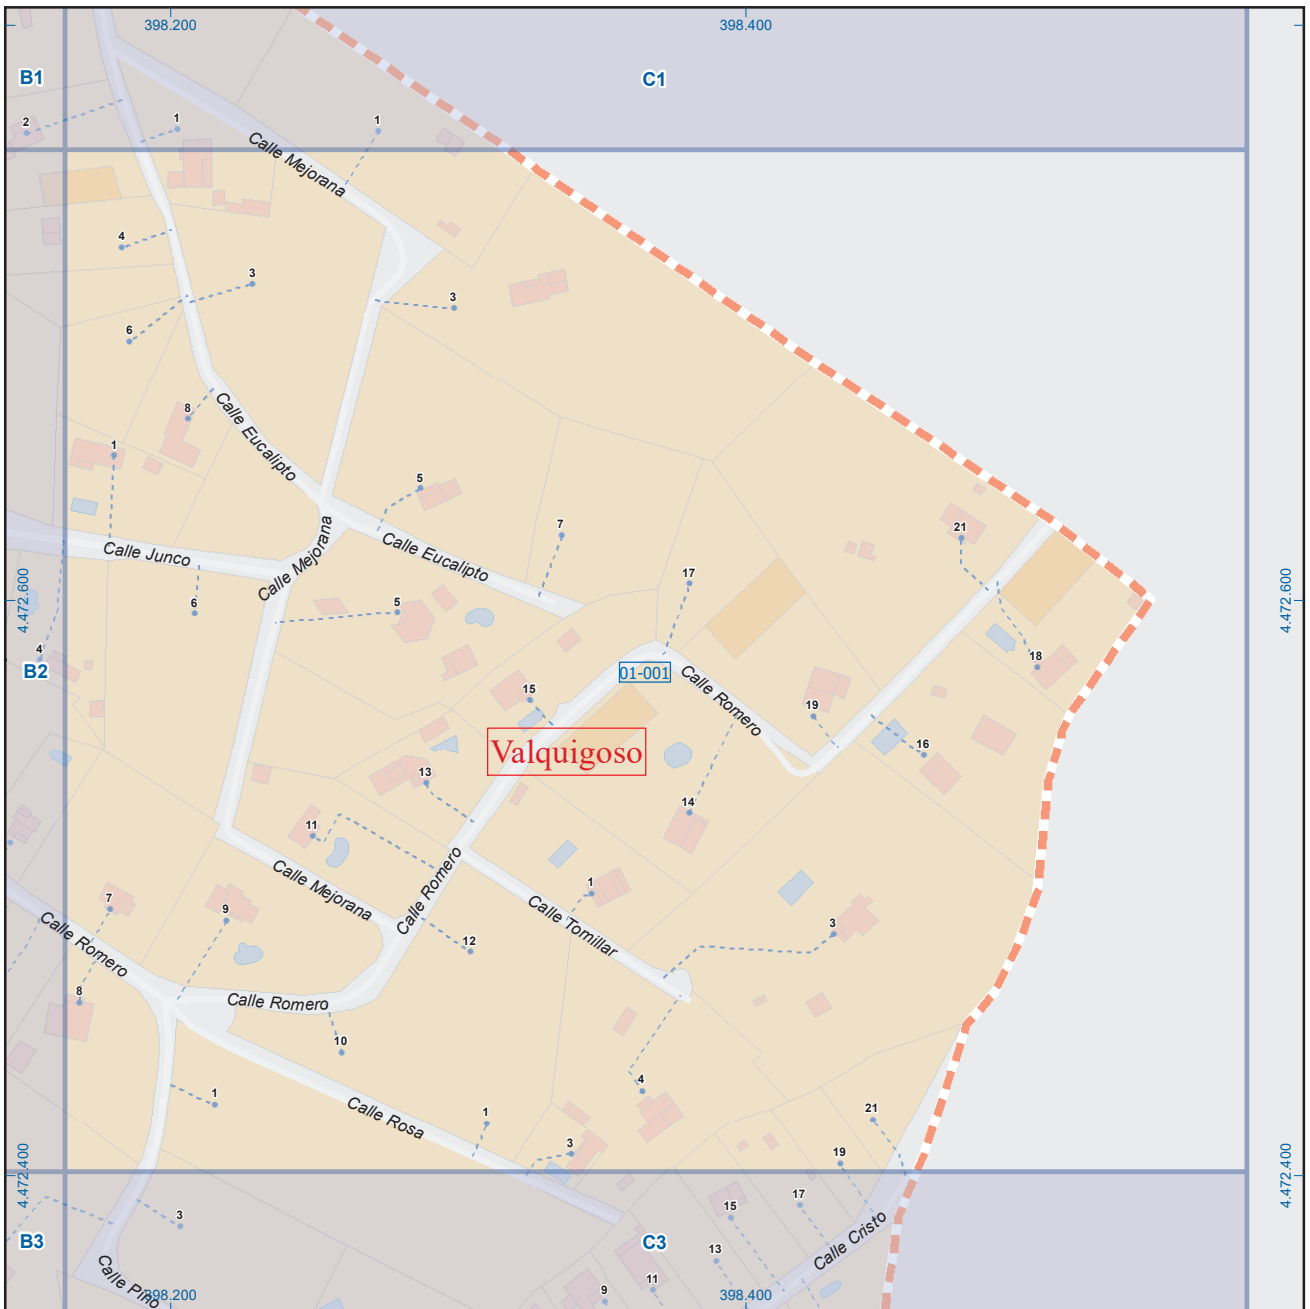 398.200
398.400
B1
C1
2
1
1
Calle Mejorana
4
3
3
6
8
Calle Eucalipto
1
5
7
Calle Eucalipto
21
Calle Junco
Calle Mejorana
17
4.472.600
4.472.600
6
5
4
B2
18
01-001
Calle Romero
15
19
16
Valquigoso
13
14
11
Calle Mejorana
Calle Romero
1
7
9
Calle Tomillar
3
12
Calle Romero
8
Calle Romero
10
4
1
Calle Rosa
1
21
3
19
4.472.400
4.472.400
17
15
3
B3
C3
Calle Cristo
13
Calle Pino
11
9
398.200
398.400